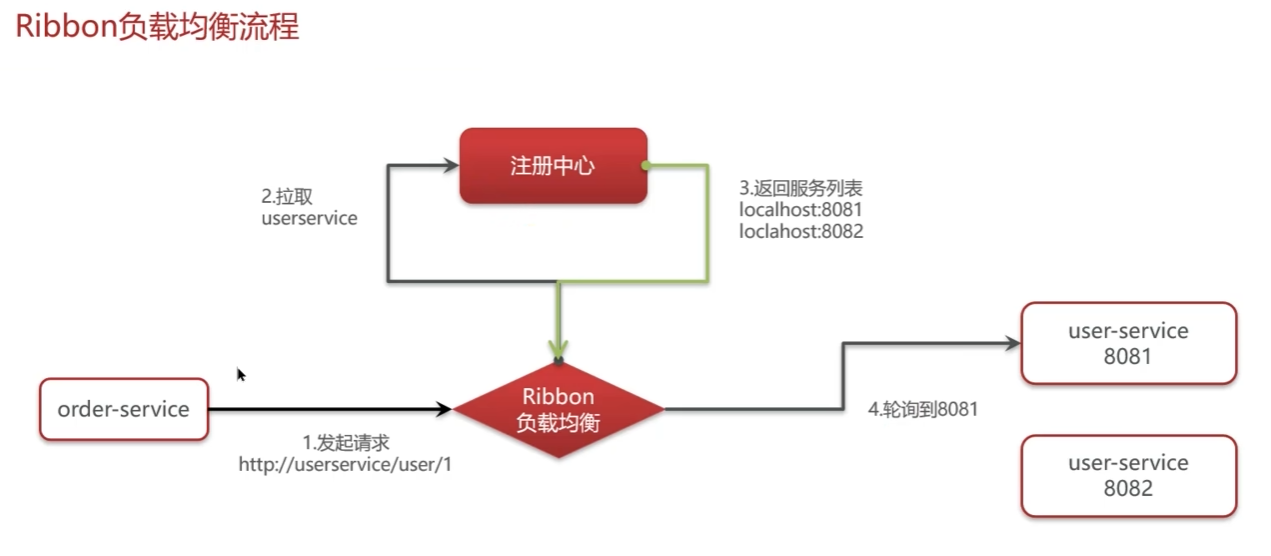 Ribbon负载均衡流程
注册中心
2.拉取
userservice
3.返回服务列表
localhost:8081
loclahost:8082
order-service
1.发起请求
http://userservice/user/1
Ribbon
负载均衡
4.轮询到8081
user-service
8081
user-service
8082